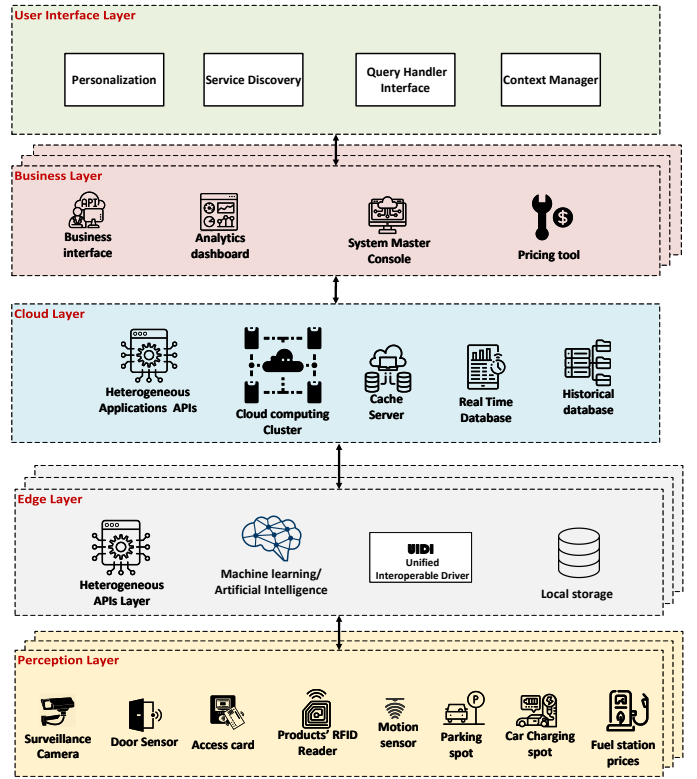 User Interface Layer
Personalization
Service Discovery
Query Handler
Interface
Context Manager
Business Layer
API
Business
interface
Analytics
dashboard
System Master
Console
$
Pricing tool
Cloud Layer
Heterogeneous
Applications APIs
Cloud computing
Cluster
Cache
Server
Real Time
Database
Historical
database
Edge Layer
Heterogeneous
APIs Layer
Machine learning/
Artificial Intelligence
UIDI
Unified
Interoperable Driver
Local storage
Perception Layer
Surveillance
Camera
Door Sensor
Access card
Products’ RFID
Reader
Motion
sensor
P
Parking
spot
Car Charging
spot
Fuel station
prices